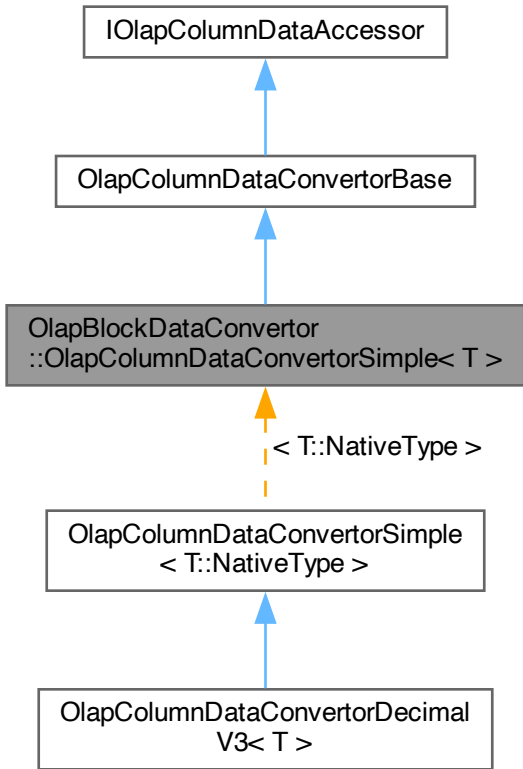 IOlapColumnDataAccessor
OlapColumnDataConvertorBase
OlapBlockDataConvertor
::OlapColumnDataConvertorSimple< T >
< T::NativeType >
OlapColumnDataConvertorSimple
< T::NativeType >
OlapColumnDataConvertorDecimal
V3< T >